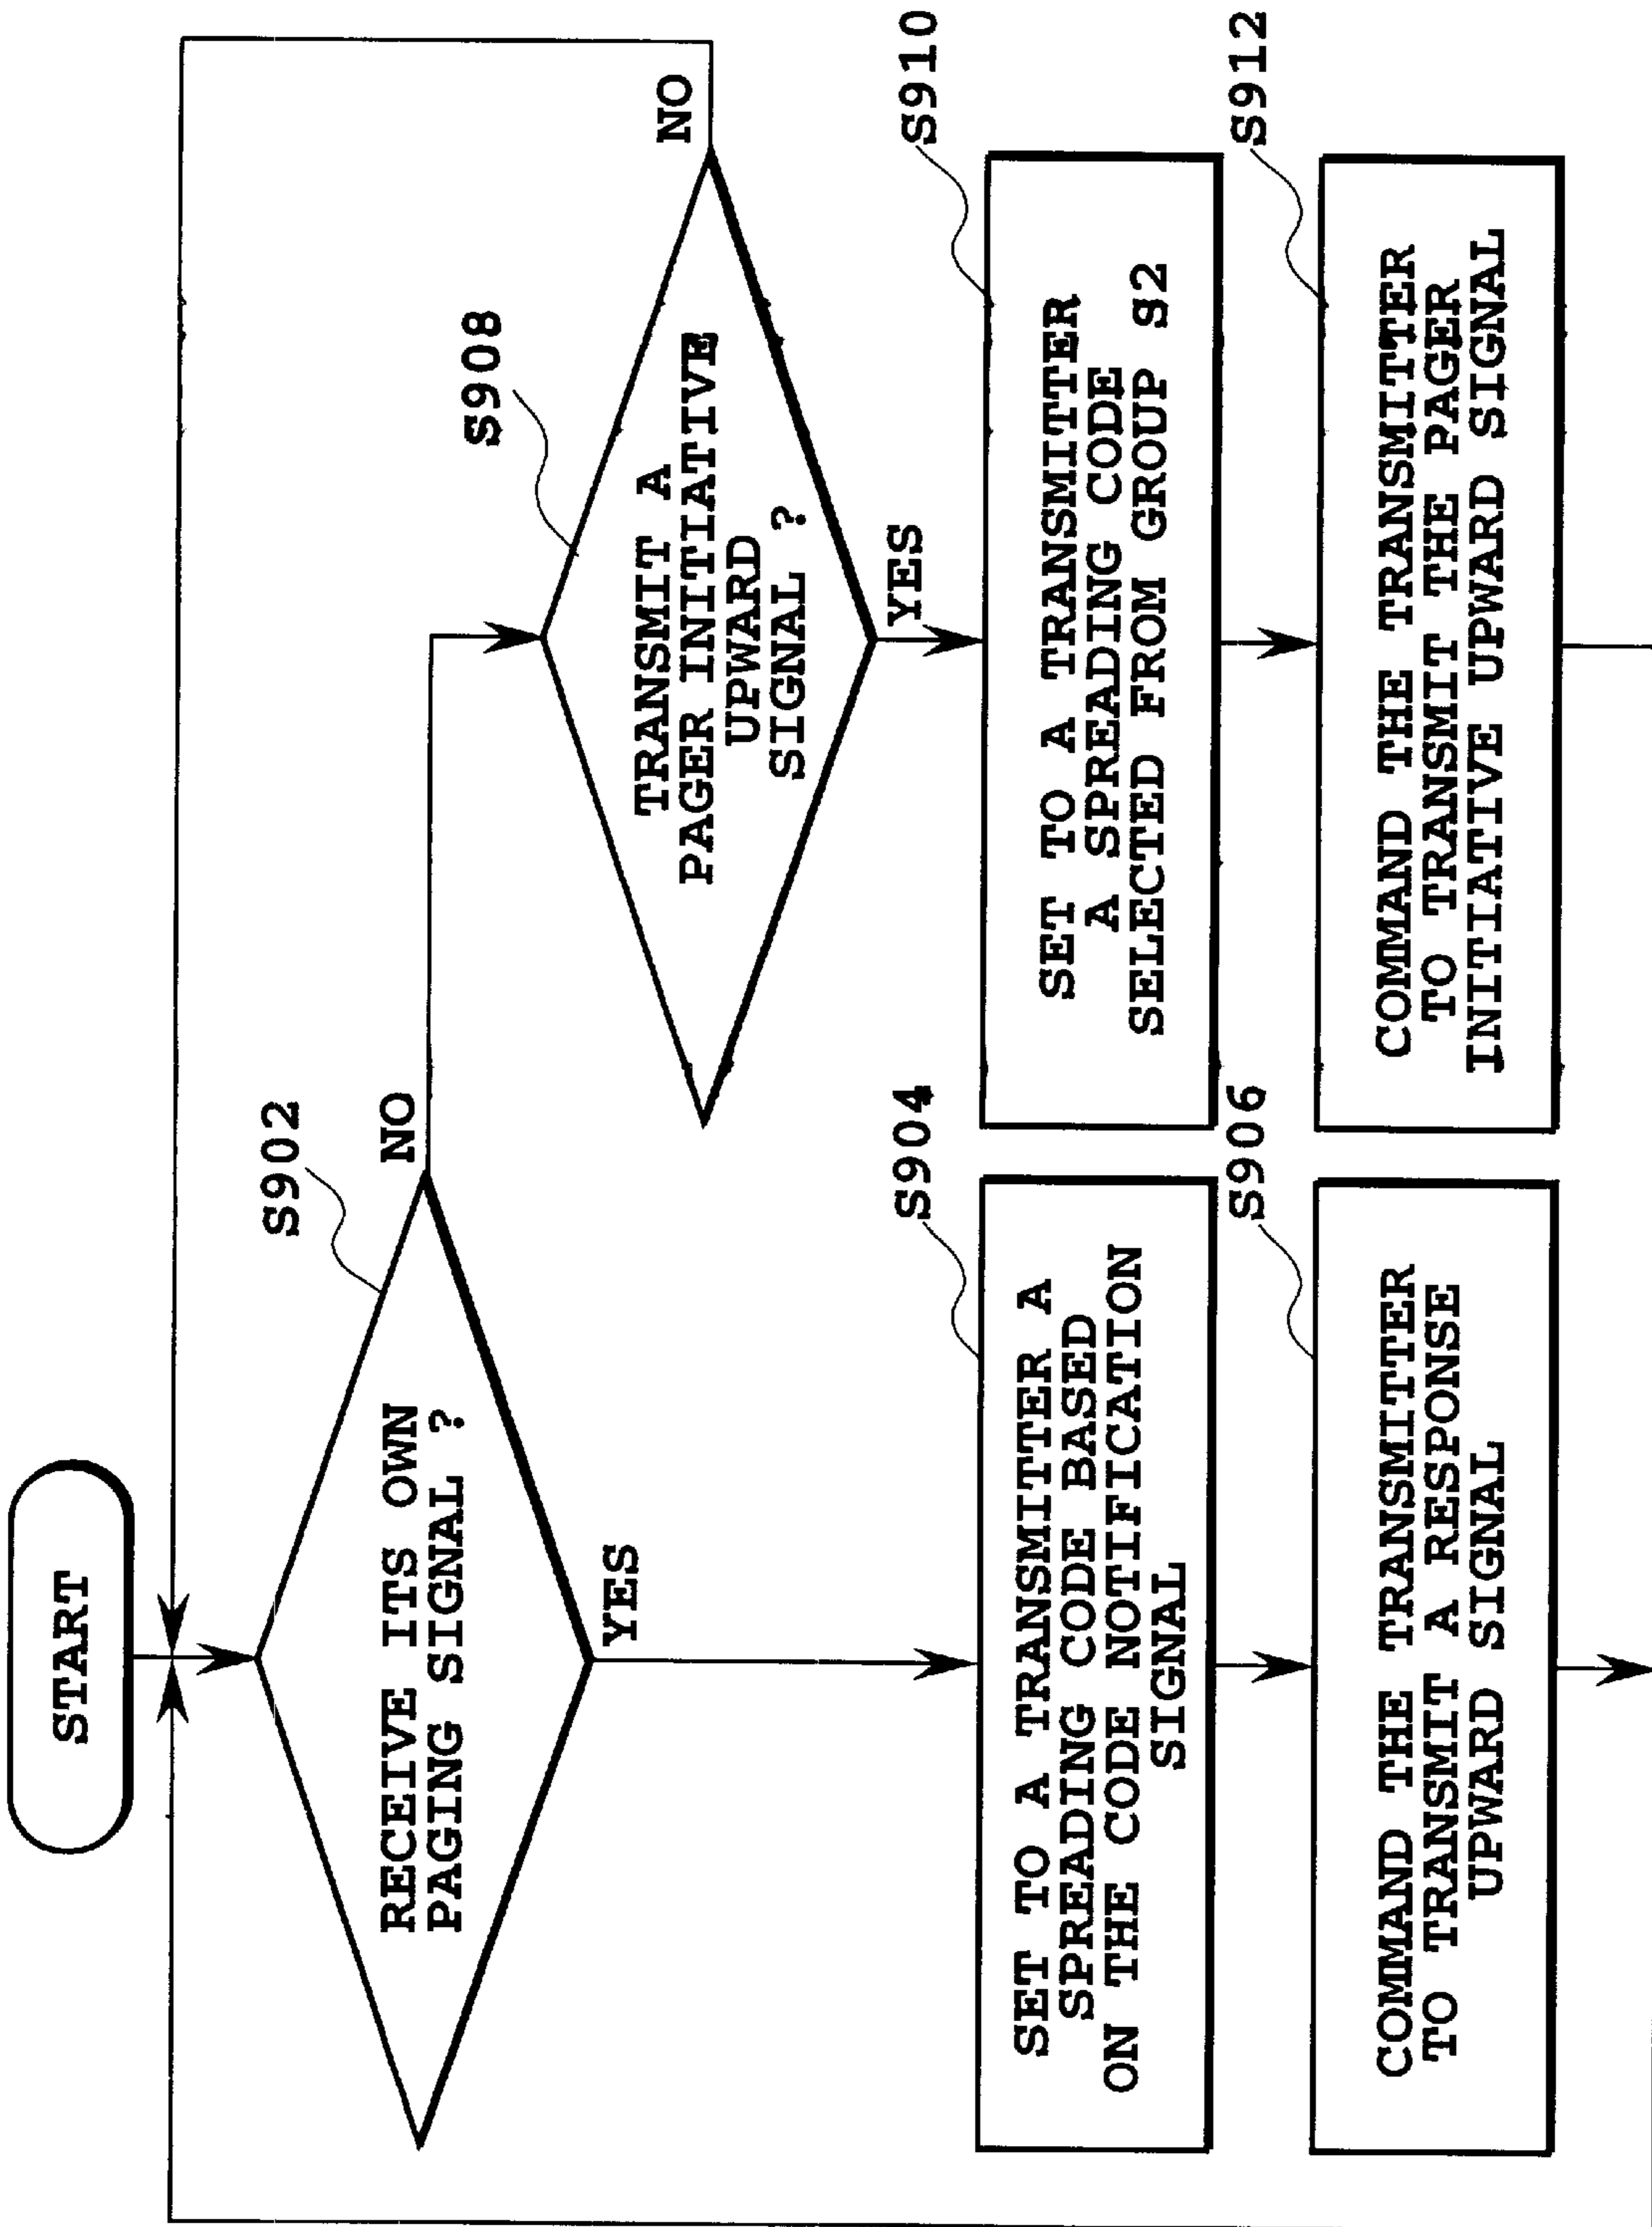 START
S902
RECEIVE ITS OWN
PAGING SIGNAL ?
NO
YES
S908
TRANSMIT A
PAGER INITIATIVE
UPWARD
SIGNAL ?
NO
YES
S904
SET TO A TRANSMITTER A
SPREADING CODE BASED
ON THE CODE NOTIFICATION
SIGNAL
S910
SET TO A TRANSMITTER
A SPREADING CODE
SELECTED FROM GROUP S2
S906
COMMAND THE TRANSMITTER
TO TRANSMIT A RESPONSE
UPWARD SIGNAL
S912
COMMAND THE TRANSMITTER
TO TRANSMIT THE PAGER
INITIATIVE UPWARD SIGNAL